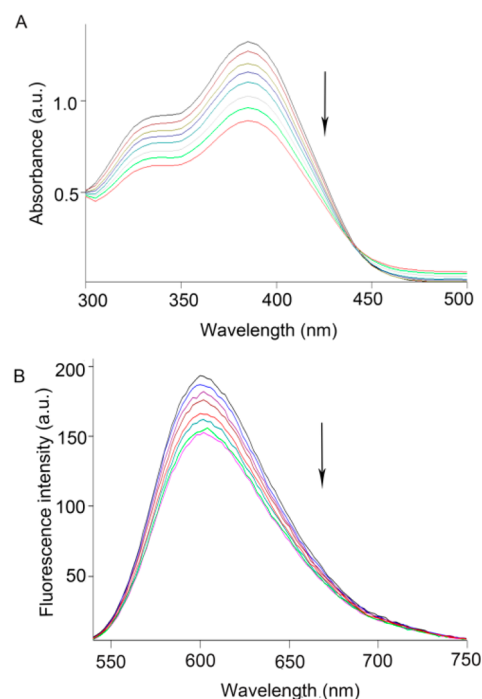 A
Absorbance (a.u.)
1.0
0.5
300 350 400 450 500
Wavelength (nm)
B
Fluorescence intensity (a.u.)
200
150
100
50
550 600 650 700 750
Wavelength (nm)